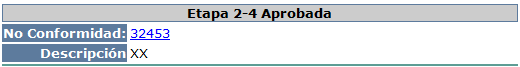 Etapa 2-4 Aprobada
No Conformidad: 32453
Descripción XX